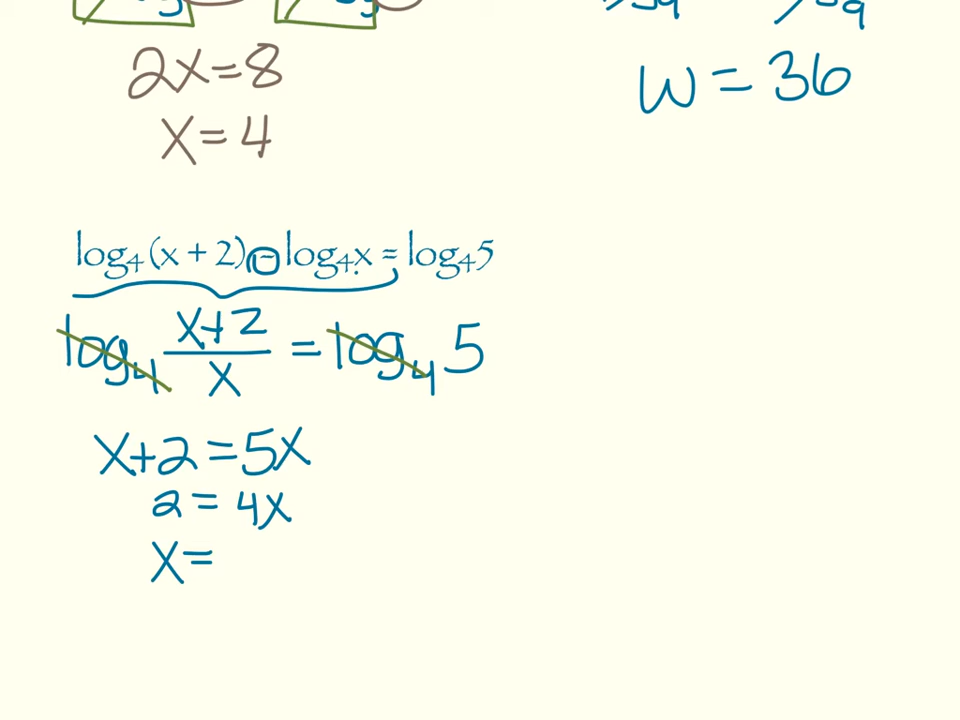 2x=8
x=4
w = 36
log₄(x + 2) - log₄x = log₄5
log₄ (x+2)/x = log₄ 5
x+2 = 5x
2 = 4x
x=